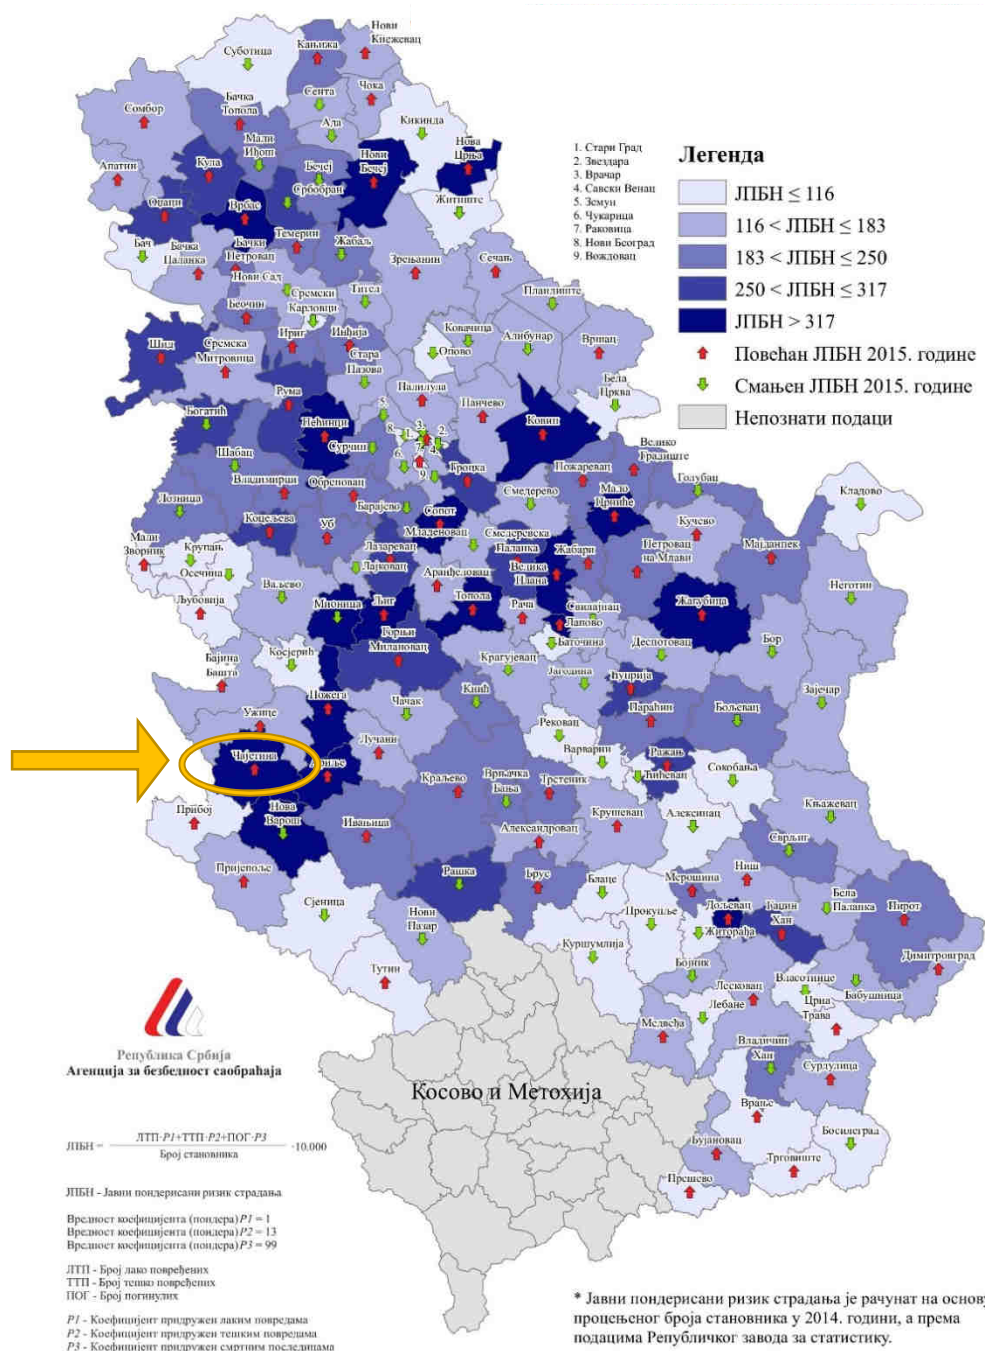 Нови
Кнежевац
Суботица
Кањижа
Сента
Чока
Сомбор
Бачка
Топола
Ада
Кикинда
Мали
Иђош
Нова
Црња
Апатин
Кула
Бечеј
Нови
Бечеј
Србобран
Оџаци
Врбас
Житиште
Темерин
Бач
Бачка
Паланка
Бачки
Петровац
Жабаљ
Зрењанин
Сечањ
Нови Сад
Тител
Пландиште
Беочин
Сремски
Карловци
Ковачица
Алибунар
Опово
Вршац
Шид
Сремска
Митровица
Ириг
Инђија
Стара
Пазова
Бела
Црква
Рума
Палилула
Панчево
Ковин
Богатић
Пећинци
Сурчин
5.
8.
1.
3.
2.
7.
4.
6.
9.
Шабац
Владимирци
Обреновац
Гроцка
Пожаревац
Велико
Градиште
Голубац
Кладово
Лозница
Барајево
Сопот
Смедерево
Мало
Црниће
Коцељева
Уб
Младеновац
Смедеревска
Паланка
Кучево
Мајданпек
Мали
Зворник
Крупањ
Осечина
Лазаревац
Лајковац
Велика
Плана
Жабари
Петровац
на Млави
Неготин
Љубовија
Ваљево
Аранђеловац
Мионица
Љиг
Топола
Рача
Лапово
Свилајнац
Жагубица
Баточина
Горњи
Милановац
Косјерић
Бајина
Башта
Крагујевац
Јагодина
Деспотовац
Бор
Зајечар
Пожега
Чачак
Кнић
Ћуприја
Параћин
Бољевац
Ужице
Лучани
Рековац
Варварин
Ражањ
Чајетина
Ариље
Краљево
Врњачка
Бања
Трстеник
Ћићевац
Сокобања
Књажевац
Прибој
Нова
Варош
Ивањица
Александровац
Крушевац
Алексинац
Сврљиг
Пријепоље
Рашка
Брус
Блаце
Мерошина
Ниш
Бела
Паланка
Пирот
Сјеница
Нови
Пазар
Прокупље
Дољевац
Гаџин
Хан
Житорађа
Куршумлија
Димитровград
Тутин
Бојник
Власотинце
Бабушница
Лесковац
Лебане
Црна
Трава
Медвеђа
Владичин
Хан
Сурдулица
Врање
Босилеград
Бујановац
Трговиште
Прешево
Косово и Метохија
1. Стари Град
2. Звездара
3. Врачар
4. Савски Венац
5. Земун
6. Чукарица
7. Раковица
8. Нови Београд
9. Вождовац
Легенда
ЈПБН ≤ 116
116 < ЈПБН ≤ 183
183 < ЈПБН ≤ 250
250 < ЈПБН ≤ 317
ЈПБН > 317
Повећан ЈПБН 2015. године
Смањен ЈПБН 2015. године
Непознати подаци
Република Србија
Агенција за безбедност саобраћаја
ЈПБН = ЛТП·P1+ТТП·P2+ПОГ·P3 ·10.000
Број становника
ЈПБН - Јавни пондерисани ризик страдања
Вредност коефицијента (пондера) P1 = 1
Вредност коефицијента (пондера) P2 = 13
Вредност коефицијента (пондера) P3 = 99
ЛТП - Број лако повређених
ТТП - Број тешко повређених
ПОГ - Број погинулих
P1 - Коефицијент придружен лаким повредама
P2 - Коефицијент придружен тешким повредама
P3 - Коефицијент придружен смртним последицама
* Јавни пондерисани ризик страдања је рачунат на основу
процењеног броја становника у 2014. години, а према
подацима Републичког завода за статистику.